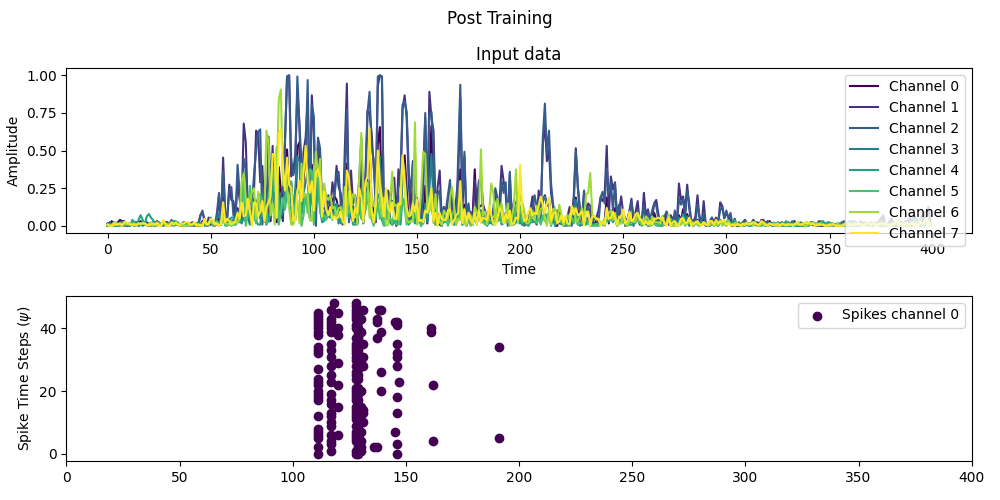 Post Training
Input data
1.00
0.75
0.50
0.25
0.00
Amplitude
Channel 0
Channel 1
Channel 2
Channel 3
Channel 4
Channel 5
Channel 6
Channel 7
0 50 100 150 200 250 300 350 400
Time
40
20
0
Spike Time Steps (ψ)
Spikes channel 0
0 50 100 150 200 250 300 350 400